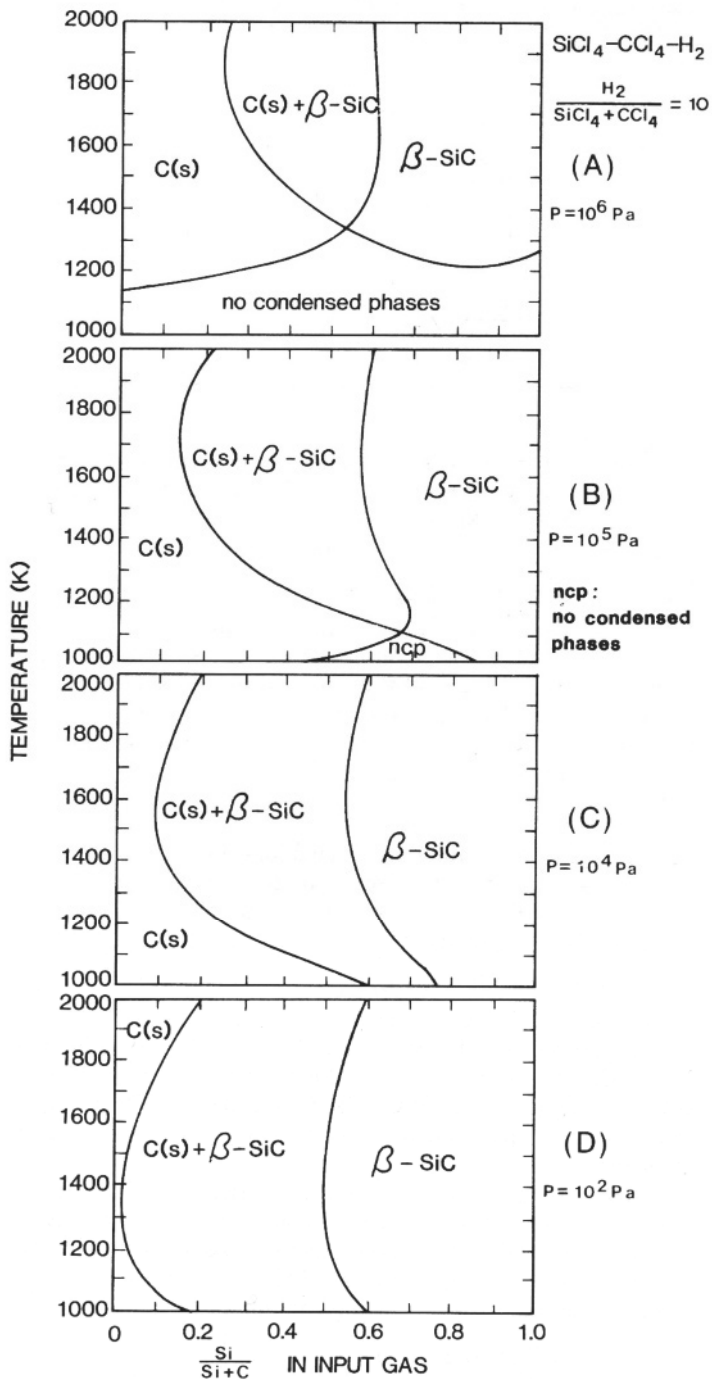 2000
1800
1600
1400
1200
1000
C(s)
C(s) + β-SiC
β-SiC
no condensed phases
SiCl4-CCl4-H2
H2
SiCl4 + CCl4
= 10
(A)
P = 10^6 Pa
2000
1800
1600
1400
1200
1000
C(s) + β-SiC
β-SiC
C(s)
ncp
(B)
P = 10^5 Pa
ncp :
no condensed
phases
TEMPERATURE (K)
2000
1800
1600
1400
1200
1000
C(s) + β-SiC
β-SiC
C(s)
(C)
P = 10^4 Pa
2000
1800
1600
1400
1200
1000
C(s)
C(s) + β-SiC
β-SiC
(D)
P = 10^2 Pa
0 0.2 0.4 0.6 0.8 1.0
Si
Si+C
IN INPUT GAS